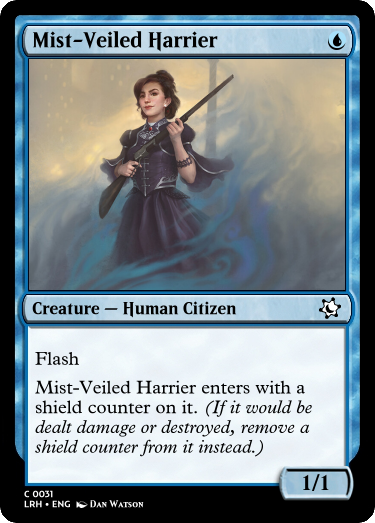 Mist-Veiled Harrier
Creature — Human Citizen
Flash
Mist-Veiled Harrier enters with a
shield counter on it. (If it would be
dealt damage or destroyed, remove a
shield counter from it instead.)
1/1
C 0031
LRH • ENG Dan Watson